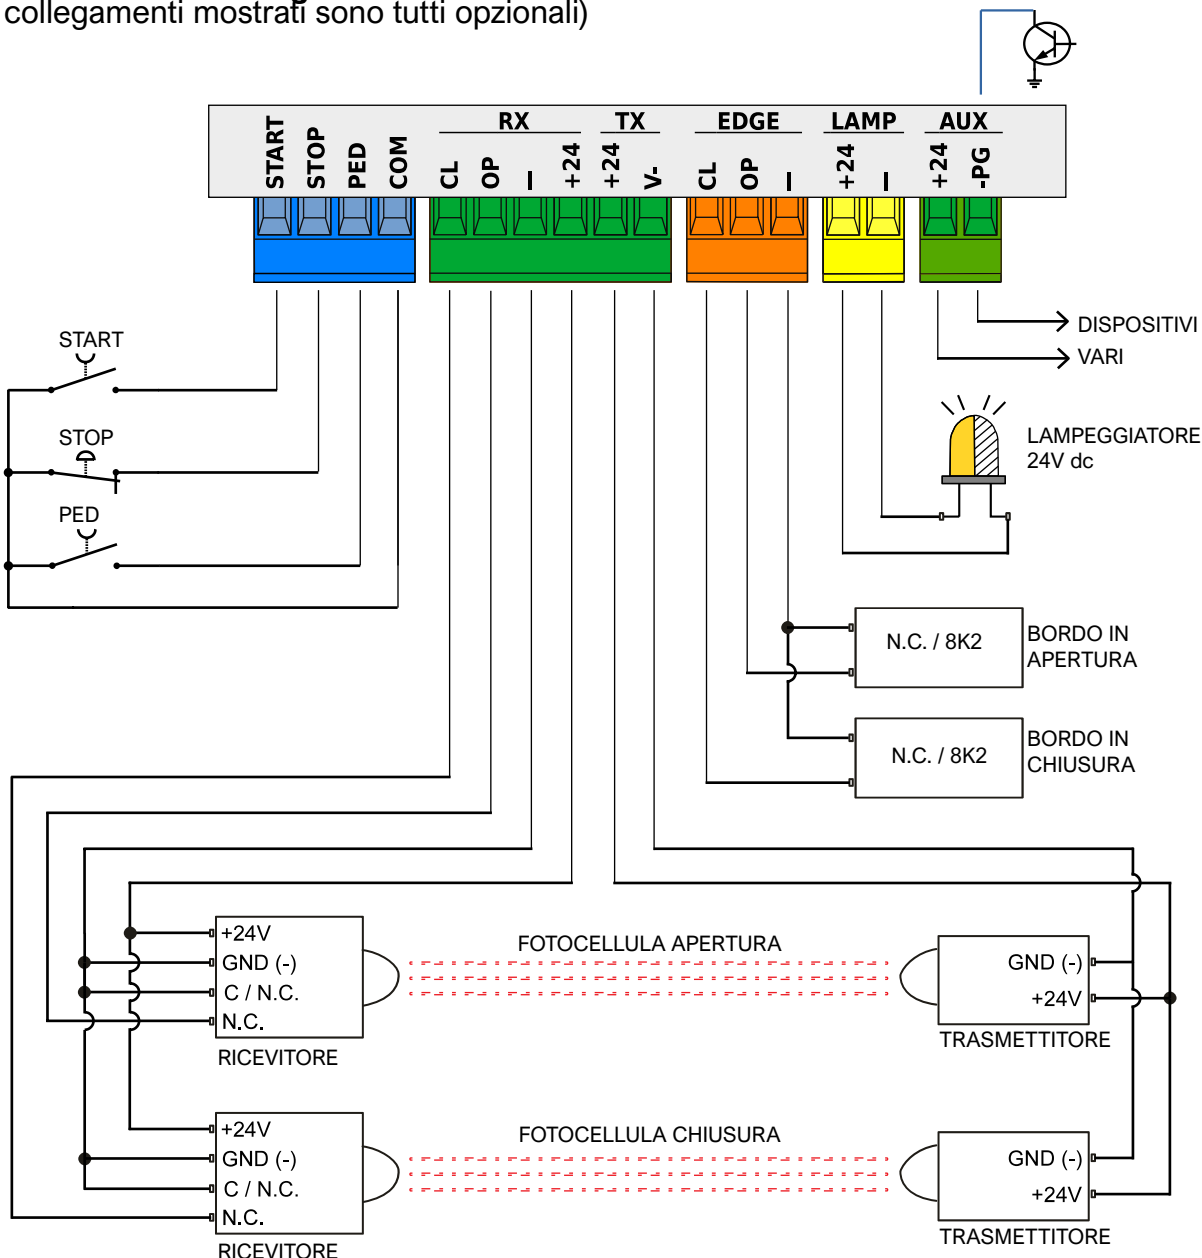 collegamenti mostrati sono tutti opzionali)
RX TX EDGE LAMP AUX
START STOP PED COM CL OP – +24 +24 V- CL OP – +24 – +24 -PG
DISPOSITIVI
VARI
START
STOP
PED
LAMPEGGIATORE
24V dc
N.C. / 8K2
BORDO IN
APERTURA
N.C. / 8K2
BORDO IN
CHIUSURA
+24V
GND (-)
C / N.C.
N.C.
RICEVITORE
FOTOCELLULA APERTURA
GND (-)
+24V
TRASMETTITORE
+24V
GND (-)
C / N.C.
N.C.
RICEVITORE
FOTOCELLULA CHIUSURA
GND (-)
+24V
TRASMETTITORE